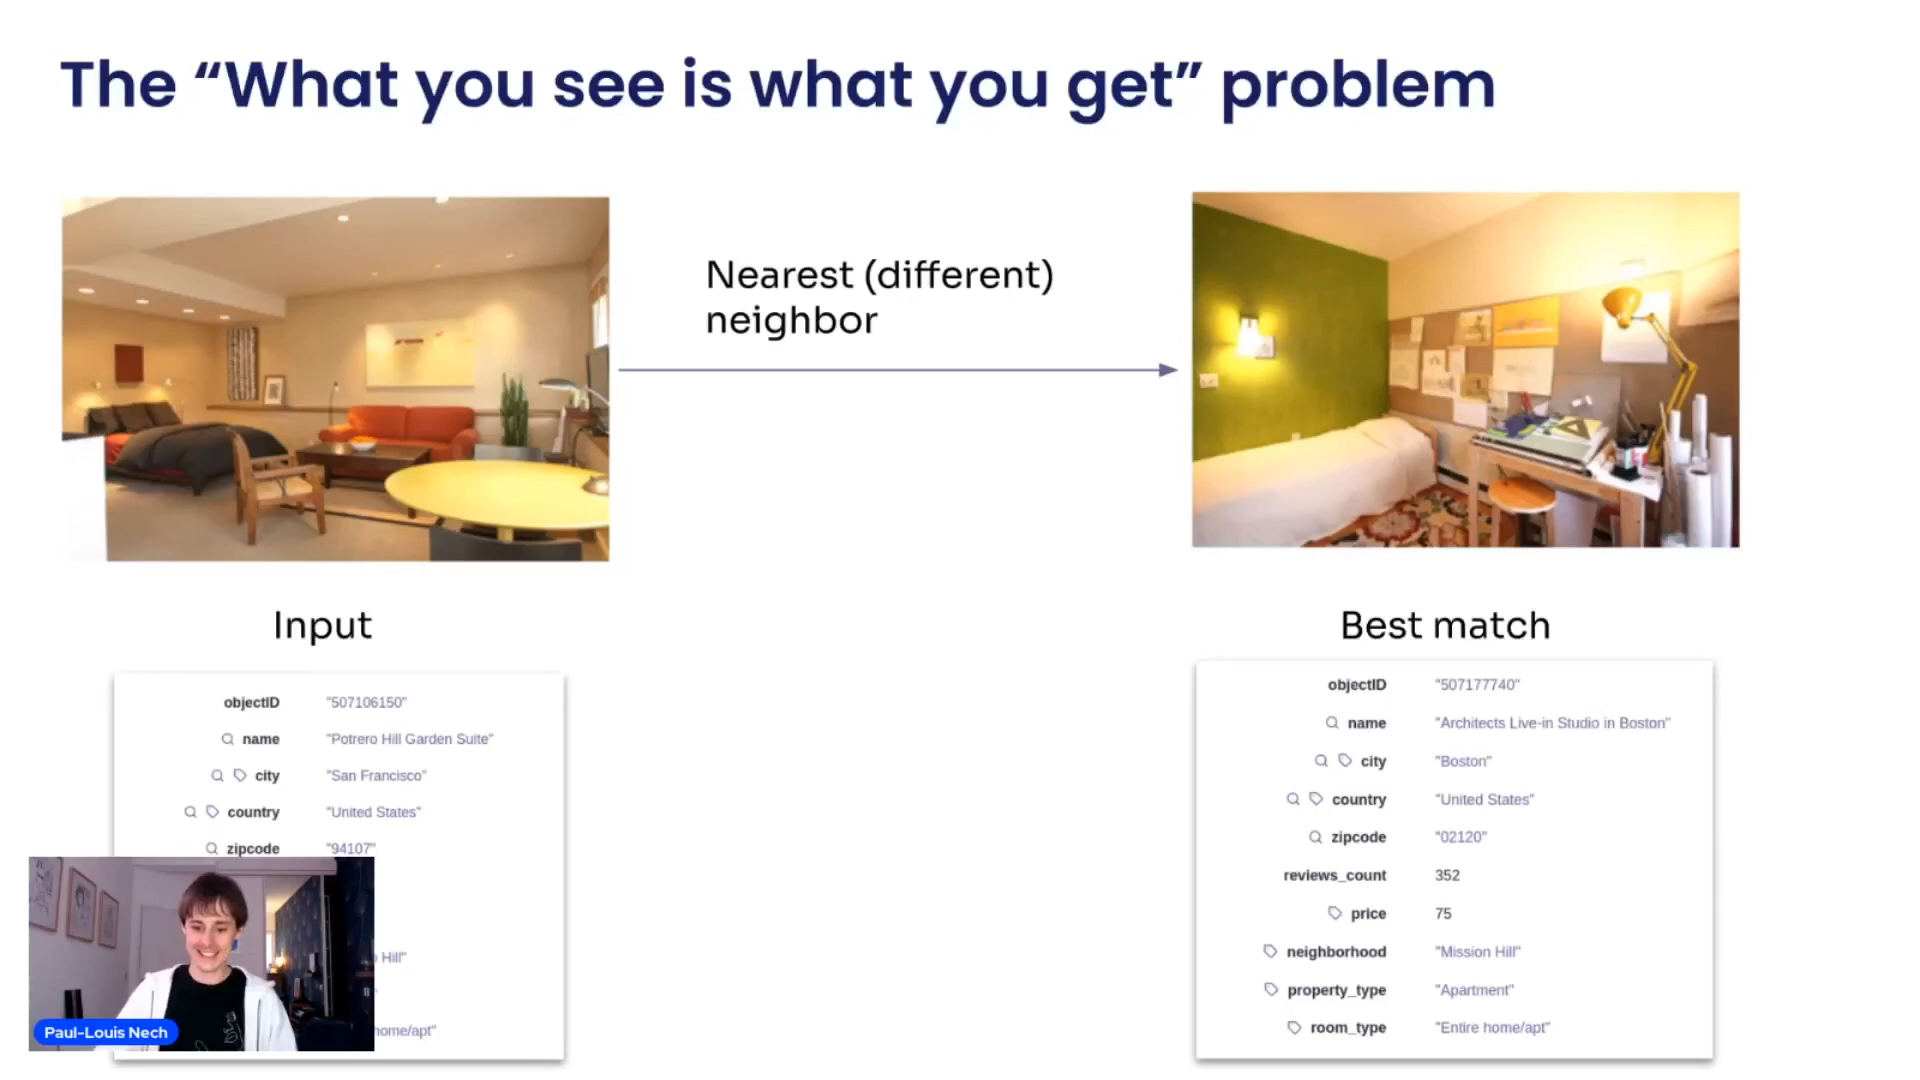 The “What you see is what you get” problem
Nearest (different)
neighbor
Input
Best match
objectID "507106150"
name "Potrero Hill Garden Suite"
city "San Francisco"
country "United States"
zipcode "94107"
Hill"
home/apt"
Paul-Louis Nech
objectID "507177740"
name "Architects Live-in Studio in Boston"
city "Boston"
country "United States"
zipcode "02120"
reviews_count 352
price 75
neighborhood "Mission Hill"
property_type "Apartment"
room_type "Entire home/apt"